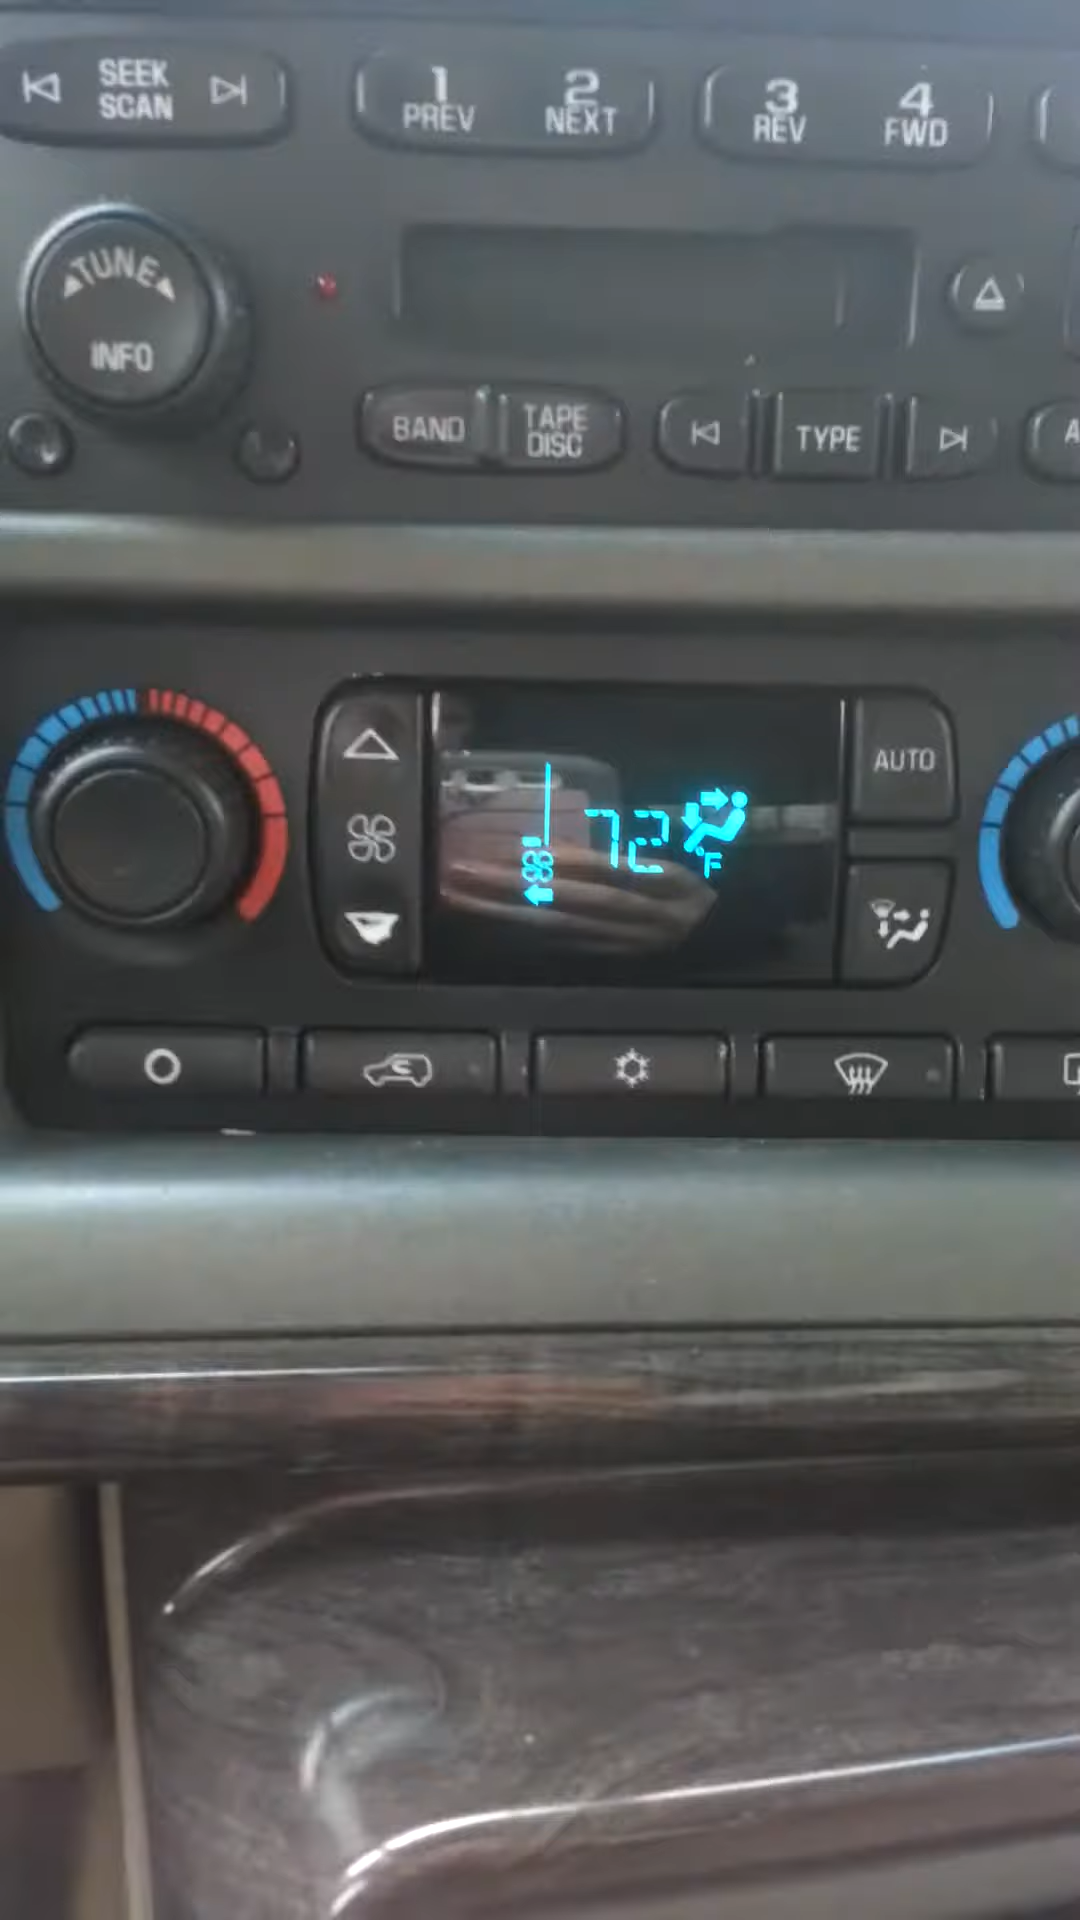 SEEK
SCAN
1
PREV
2
NEXT
3
REV
4
FWD
TUNE
INFO
BAND
TAPE
DISC
TYPE
A
AUTO
72
°F